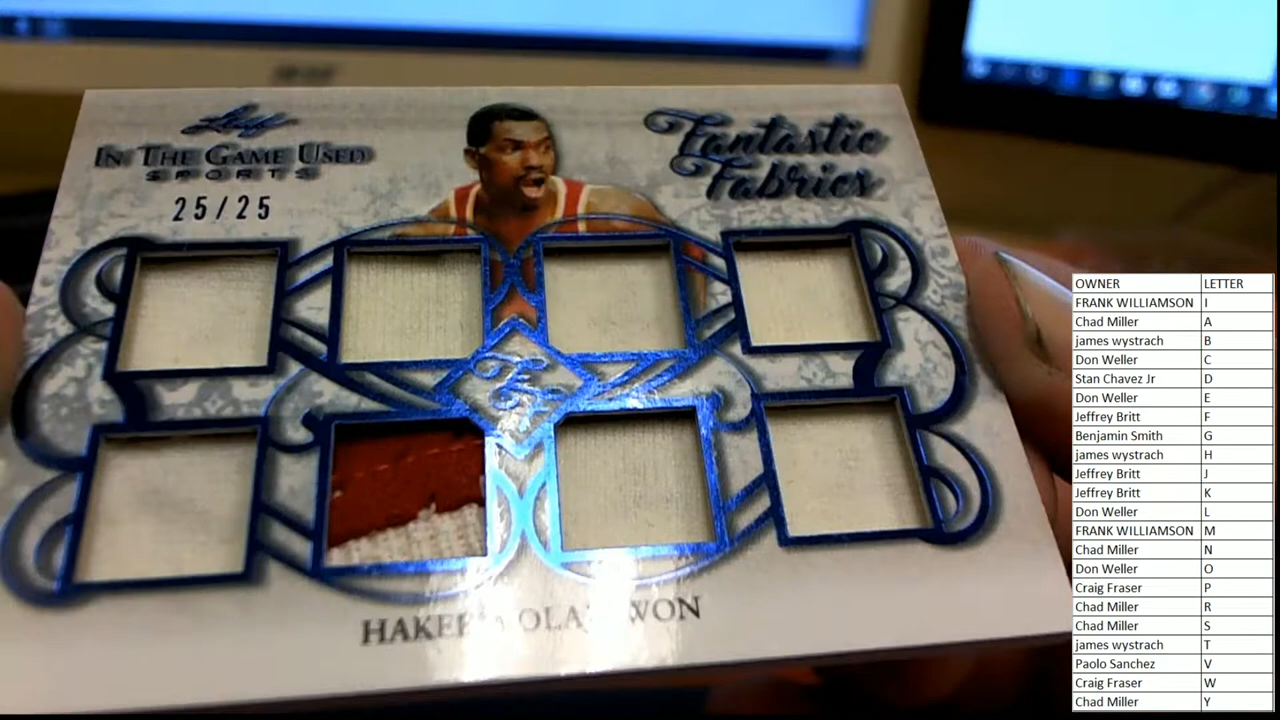 Leaf
IN THE GAME USED
SPORTS
25/25
Fantastic
Fabrics
OWNER LETTER
FRANK WILLIAMSON I
Chad Miller A
james wystrach B
Don Weller C
Stan Chavez Jr D
Don Weller E
Jeffrey Britt F
Benjamin Smith G
james wystrach H
Jeffrey Britt J
Jeffrey Britt K
Don Weller L
FRANK WILLIAMSON M
Chad Miller N
Don Weller O
Craig Fraser P
Chad Miller R
Chad Miller S
james wystrach T
Paolo Sanchez V
Craig Fraser W
Chad Miller Y